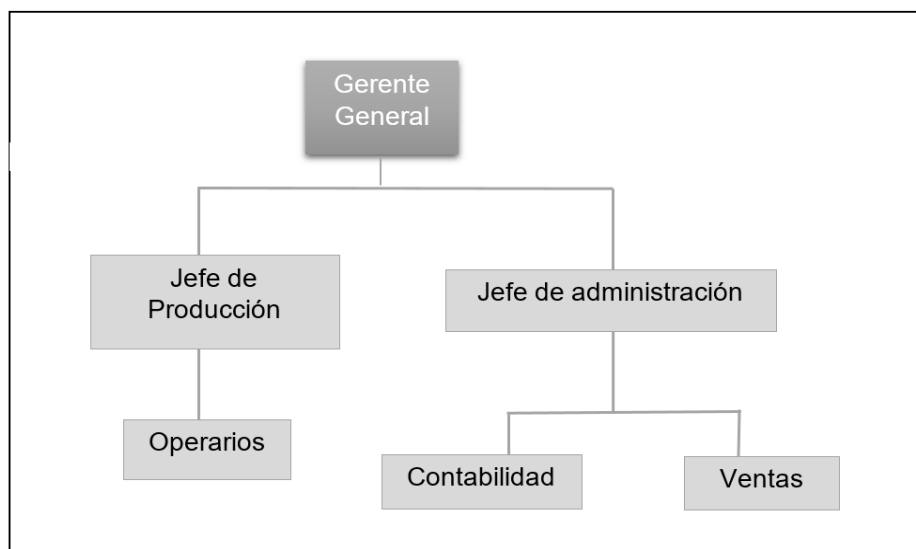 Gerente
General
Jefe de
Producción
Jefe de administración
Operarios
Contabilidad
Ventas